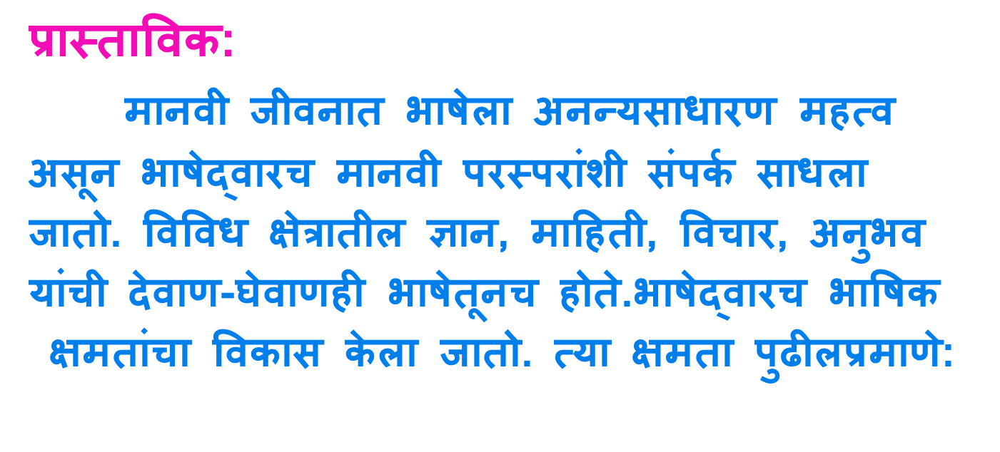 प्रास्ताविक:
मानवी जीवनात भाषेला अनन्यसाधारण महत्व
असून भाषेद्‌वारच मानवी परस्परांशी संपर्क साधला
जातो. विविध क्षेत्रातील ज्ञान, माहिती, विचार, अनुभव
यांची देवाण-घेवाणही भाषेतूनच होते.भाषेद्‌वारच भाषिक
क्षमतांचा विकास केला जातो. त्या क्षमता पुढीलप्रमाणे: